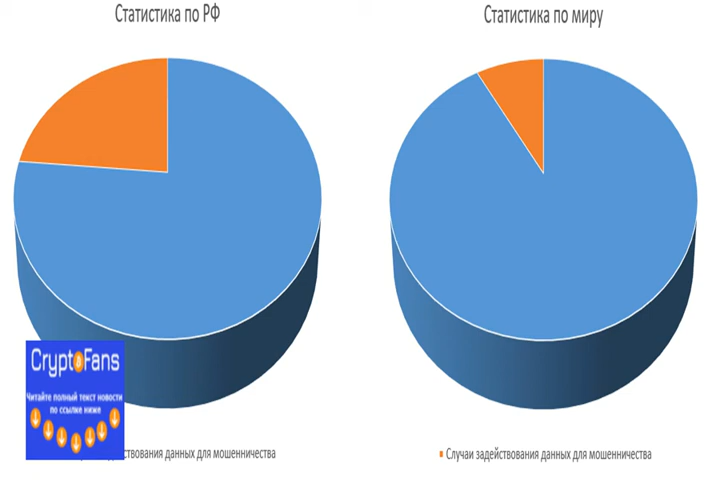 Статистика по РФ
Статистика по миру
CryptoFans
Читайте полный текст новости
по ссылке ниже
данных для мошенничества
Случаи задействования данных для мошенничества